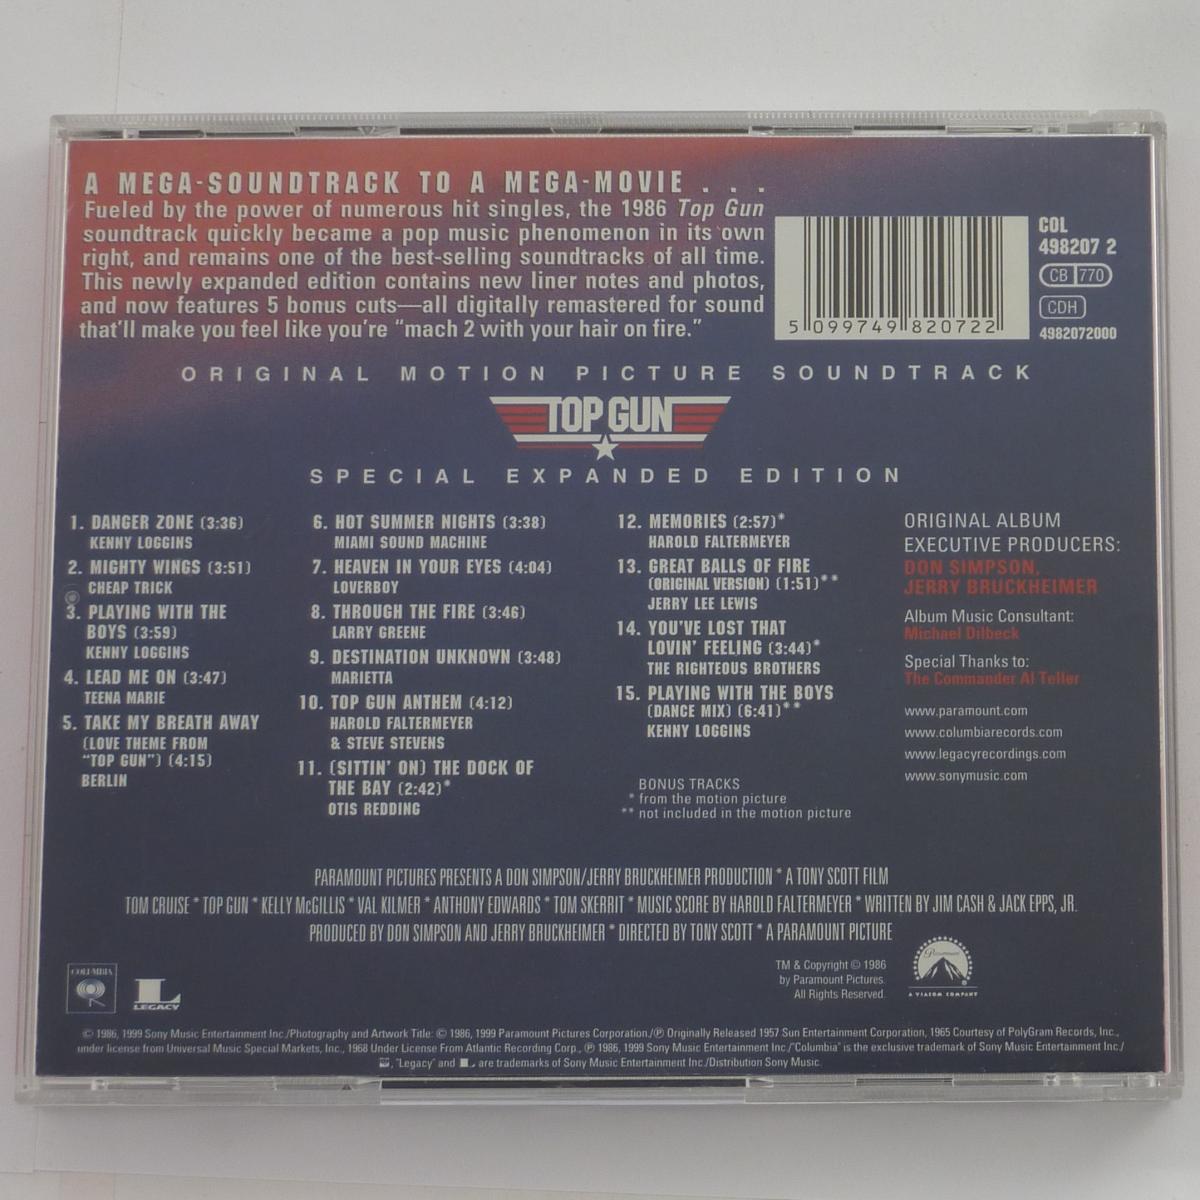 A MEGA-SOUNDTRACK TO A MEGA-MOVIE . . .
Fueled by the power of numerous hit singles, the 1986 Top Gun
soundtrack quickly became a pop music phenomenon in its own
right, and remains one of the best-selling soundtracks of all time.
This newly expanded edition contains new liner notes and photos,
and now features 5 bonus cuts—all digitally remastered for sound
that'll make you feel like you're "mach 2 with your hair on fire."
5 099749 820722
COL
498207 2
CB 770
CDH
4982072000
ORIGINAL MOTION PICTURE SOUNDTRACK
TOP GUN
SPECIAL EXPANDED EDITION
1. DANGER ZONE (3:36)
KENNY LOGGINS
2. MIGHTY WINGS (3:51)
CHEAP TRICK
3. PLAYING WITH THE
BOYS (3:59)
KENNY LOGGINS
4. LEAD ME ON (3:47)
TEENA MARIE
5. TAKE MY BREATH AWAY
(LOVE THEME FROM
"TOP GUN") (4:15)
BERLIN
6. HOT SUMMER NIGHTS (3:38)
MIAMI SOUND MACHINE
7. HEAVEN IN YOUR EYES (4:04)
LOVERBOY
8. THROUGH THE FIRE (3:46)
LARRY GREENE
9. DESTINATION UNKNOWN (3:48)
MARIETTA
10. TOP GUN ANTHEM (4:12)
HAROLD FALTERMEYER
& STEVE STEVENS
11. (SITTIN' ON) THE DOCK OF
THE BAY (2:42)*
OTIS REDDING
12. MEMORIES (2:57)*
HAROLD FALTERMEYER
13. GREAT BALLS OF FIRE
(ORIGINAL VERSION) (1:51)**
JERRY LEE LEWIS
14. YOU'VE LOST THAT
LOVIN' FEELING (3:44)*
THE RIGHTEOUS BROTHERS
15. PLAYING WITH THE BOYS
(DANCE MIX) (6:41)**
KENNY LOGGINS
BONUS TRACKS
* from the motion picture
** not included in the motion picture
ORIGINAL ALBUM
EXECUTIVE PRODUCERS:
DON SIMPSON,
JERRY BRUCKHEIMER
Album Music Consultant:
Michael Dilbeck
Special Thanks to:
The Commander Al Teller
www.paramount.com
www.columbiarecords.com
www.legacyrecordings.com
www.sonymusic.com
PARAMOUNT PICTURES PRESENTS A DON SIMPSON/JERRY BRUCKHEIMER PRODUCTION * A TONY SCOTT FILM
TOM CRUISE * TOP GUN * KELLY McGILLIS * VAL KILMER * ANTHONY EDWARDS * TOM SKERRIT * MUSIC SCORE BY HAROLD FALTERMEYER * WRITTEN BY JIM CASH & JACK EPPS, JR.
PRODUCED BY DON SIMPSON AND JERRY BRUCKHEIMER * DIRECTED BY TONY SCOTT * A PARAMOUNT PICTURE
COLUMBIA
LEGACY
TM & Copyright © 1986
by Paramount Pictures.
All Rights Reserved.
Paramount
A VIACOM COMPANY
© 1986, 1999 Sony Music Entertainment Inc./Photography and Artwork Title: © 1986, 1999 Paramount Pictures Corporation./℗ Originally Released 1957 Sun Entertainment Corporation, 1965 Courtesy of PolyGram Records, Inc.,
under license from Universal Music Special Markets, Inc., 1968 Under License From Atlantic Recording Corp., ℗ 1986, 1999 Sony Music Entertainment Inc./"Columbia" is the exclusive trademark of Sony Music Entertainment Inc./
, "Legacy" and L, are trademarks of Sony Music Entertainment Inc./Distribution Sony Music.